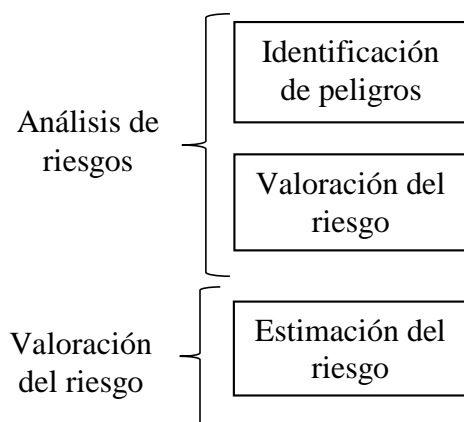 Análisis de
riesgos
Identificación
de peligros
Valoración del
riesgo
Valoración
del riesgo
Estimación del
riesgo